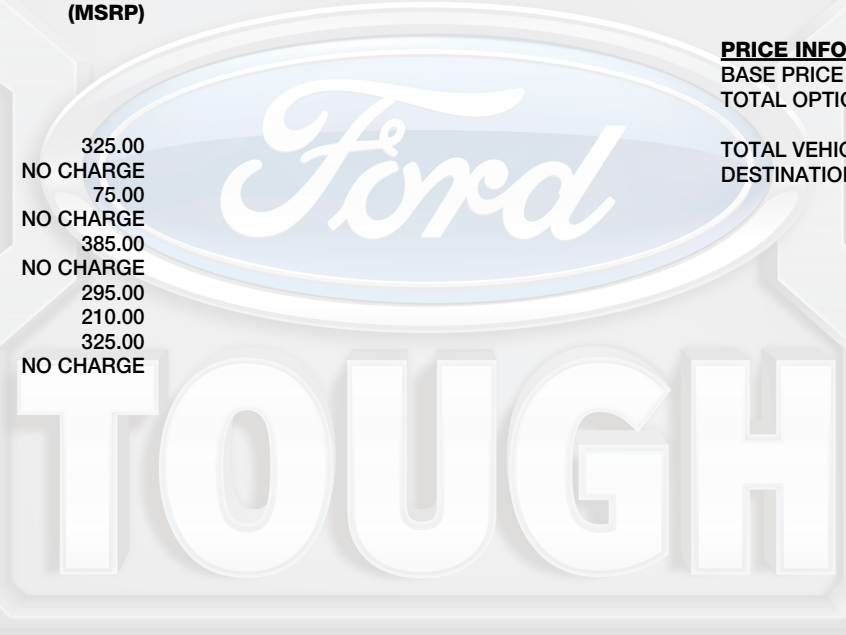 (MSRP)
325.00
NO CHARGE
75.00
NO CHARGE
385.00
NO CHARGE
295.00
210.00
325.00
NO CHARGE
PRICE INFO
BASE PRICE
TOTAL OPTIO
TOTAL VEHIC
DESTINATION
Ford
TOUGH